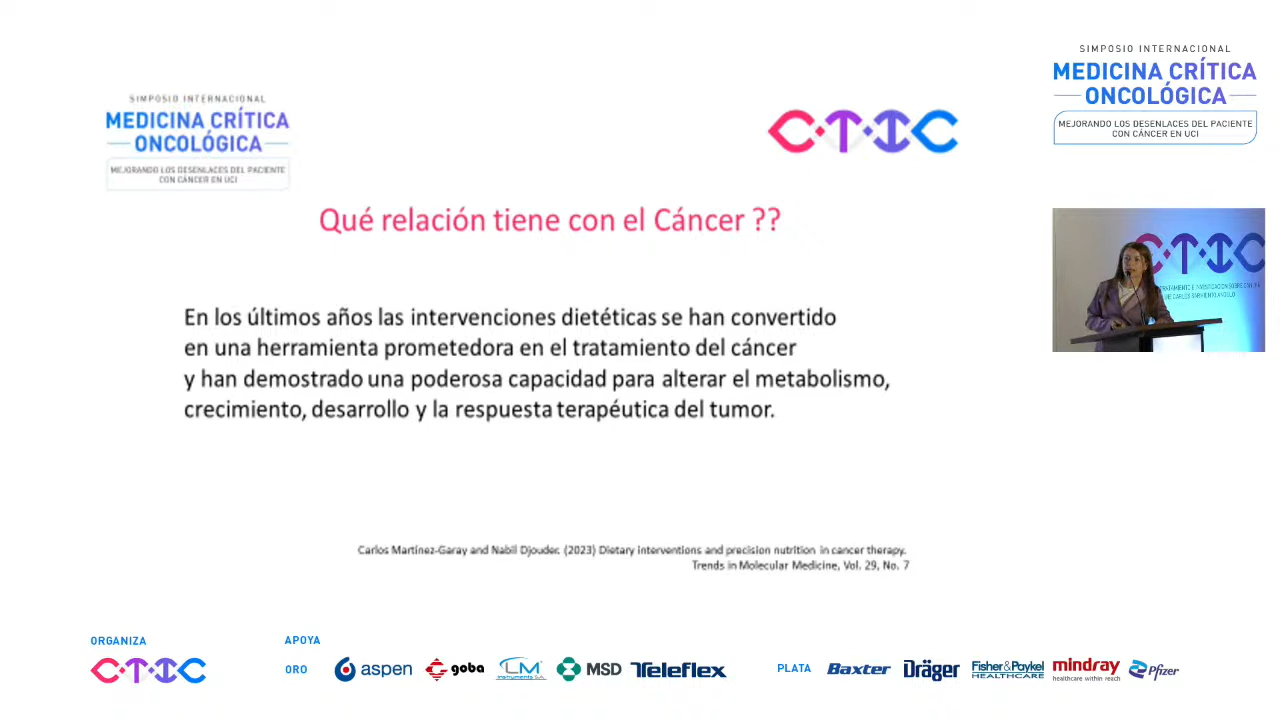 SIMPOSIO INTERNACIONAL
MEDICINA CRÍTICA
ONCOLÓGICA
MEJORANDO LOS DESENLACES DEL PACIENTE
CON CÁNCER EN UCI
CTIC
SIMPOSIO INTERNACIONAL
MEDICINA CRÍTICA
ONCOLÓGICA
MEJORANDO LOS DESENLACES DEL PACIENTE
CON CÁNCER EN UCI
Qué relación tiene con el Cáncer ??
CTIC
En los últimos años las intervenciones dietéticas se han convertido
en una herramienta prometedora en el tratamiento del cáncer
y han demostrado una poderosa capacidad para alterar el metabolismo,
crecimiento, desarrollo y la respuesta terapéutica del tumor.
Carlos Martínez-Garay and Nabil Djouder. (2023) Dietary interventions and precision nutrition in cancer therapy.
Trends in Molecular Medicine, Vol. 29, No. 7
ORGANIZA
CTIC
APOYA
ORO
aspen
goba
LM
Instruments S.A.
MSD
Teleflex
PLATA
Baxter
Dräger
Fisher & Paykel
HEALTHCARE
mindray
healthcare within reach
Pfizer